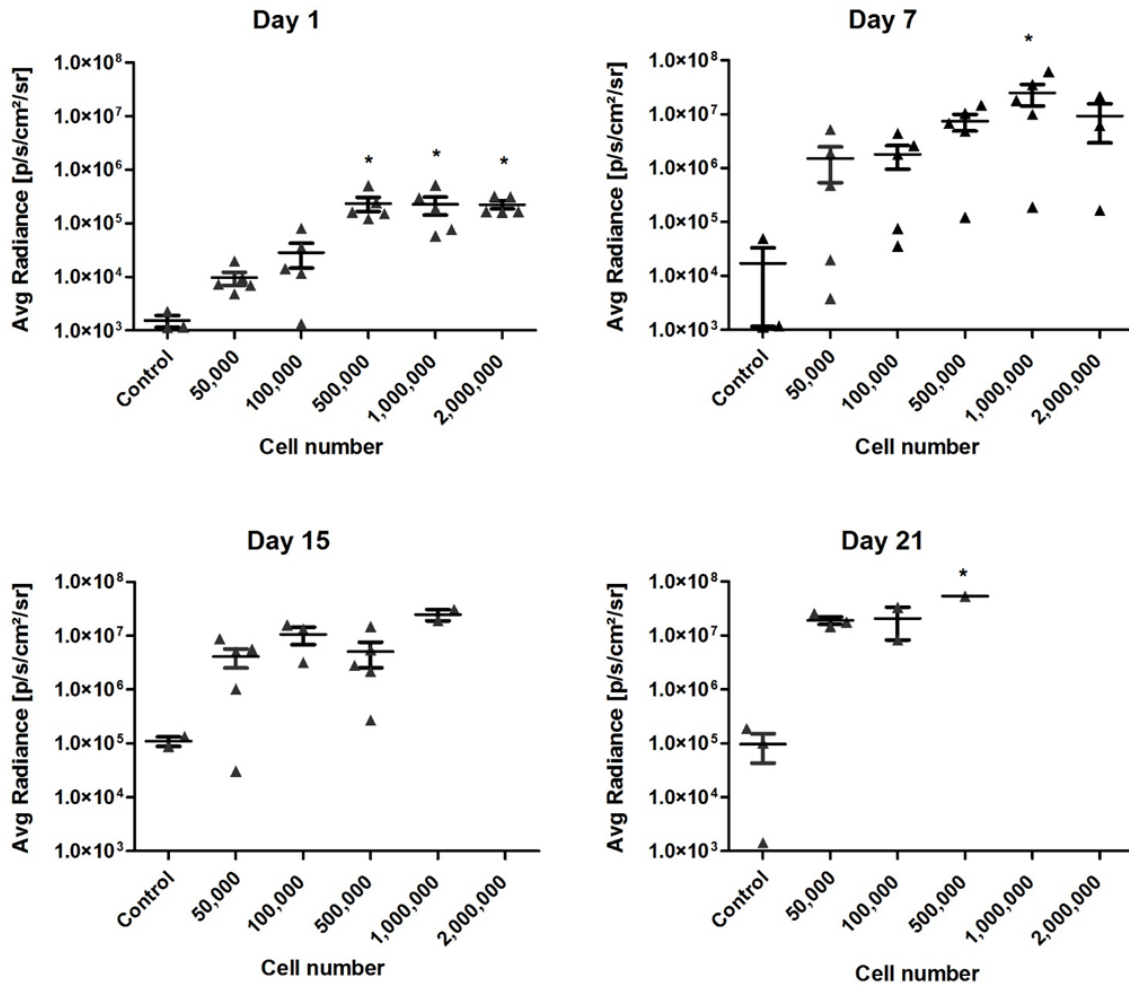 Day 1
Avg Radiance [p/s/cm²/sr]
1.0×10⁸
1.0×10⁷
1.0×10⁶
1.0×10⁵
1.0×10⁴
1.0×10³
* * *
Control 50,000 100,000 500,000 1,000,000 2,000,000
Cell number
Day 7
Avg Radiance [p/s/cm²/sr]
1.0×10⁸
1.0×10⁷
1.0×10⁶
1.0×10⁵
1.0×10⁴
1.0×10³
*
Control 50,000 100,000 500,000 1,000,000 2,000,000
Cell number
Day 15
Avg Radiance [p/s/cm²/sr]
1.0×10⁸
1.0×10⁷
1.0×10⁶
1.0×10⁵
1.0×10⁴
1.0×10³
Control 50,000 100,000 500,000 1,000,000 2,000,000
Cell number
Day 21
Avg Radiance [p/s/cm²/sr]
1.0×10⁸
1.0×10⁷
1.0×10⁶
1.0×10⁵
1.0×10⁴
1.0×10³
*
Control 50,000 100,000 500,000 1,000,000 2,000,000
Cell number